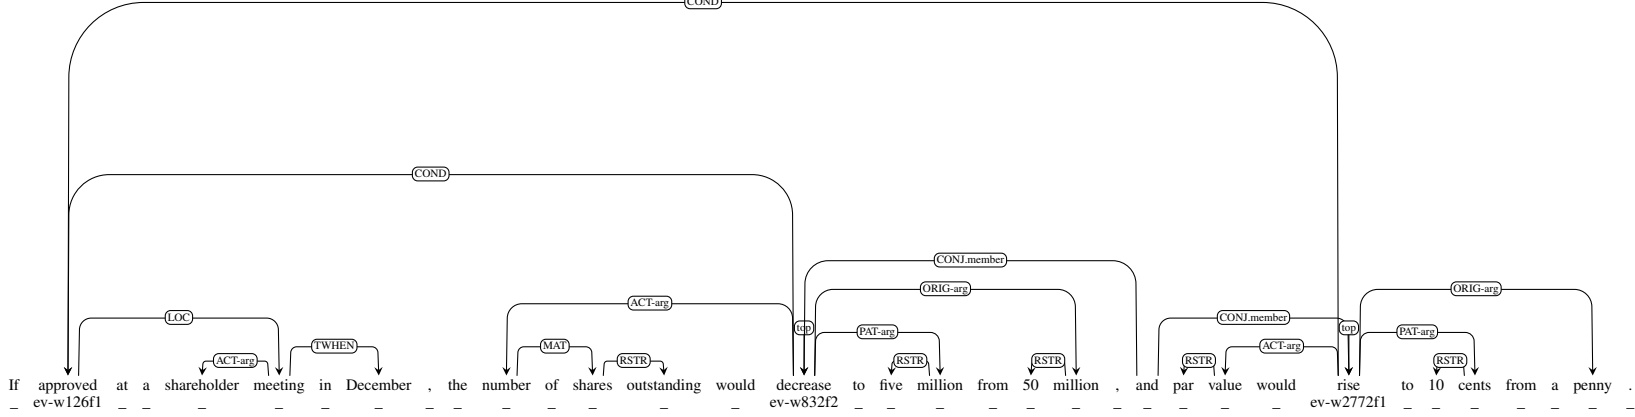 COND
COND
CONJ.member
ORIG-arg ORIG-arg
ACT-arg
LOC CONJ.member
top PAT-arg top PAT-arg
TWHEN MAT ACT-arg
ACT-arg RSTR RSTR RSTR RSTR RSTR
If approved at a shareholder meeting in December , the number of shares outstanding would decrease to five million from 50 million , and par value would rise to 10 cents from a penny .
_ ev-w126f1 _ _ _ _ _ _ _ _ _ _ _ _ _ ev-w832f2 _ _ _ _ _ _ _ _ _ _ _ ev-w2772f1 _ _ _ _ _ _ _